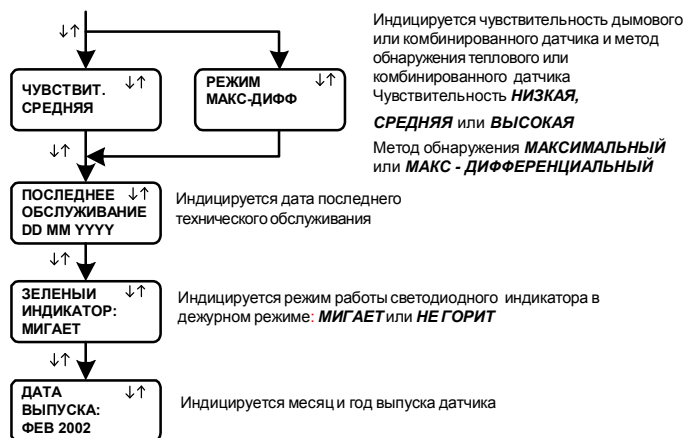 ↓↑
ЧУВСТВИТ. ↓↑
СРЕДНЯЯ
РЕЖИМ ↓↑
МАКС-ДИФФ
Индицируется чувствительность дымового
или комбинированного датчика и метод
обнаружения теплового или
комбинированного датчика
Чувствительность НИЗКАЯ,
СРЕДНЯЯ или ВЫСОКАЯ
Метод обнаружения МАКСИМАЛЬНЫЙ
или МАКС - ДИФФЕРЕНЦИАЛЬНЫЙ
↓↑
ПОСЛЕДНЕЕ ↓↑
ОБСЛУЖИВАНИЕ
DD MM YYYY
Индицируется дата последнего
технического обслуживания
↓↑
ЗЕЛЕНЫИ ↓↑
ИНДИКАТОР:
МИГАЕТ
Индицируется режим работы светодиодного индикатора в
дежурном режиме: МИГАЕТ или НЕ ГОРИТ
↓↑
ДАТА ↓↑
ВЫПУСКА:
ФЕВ 2002
Индицируется месяц и год выпуска датчика